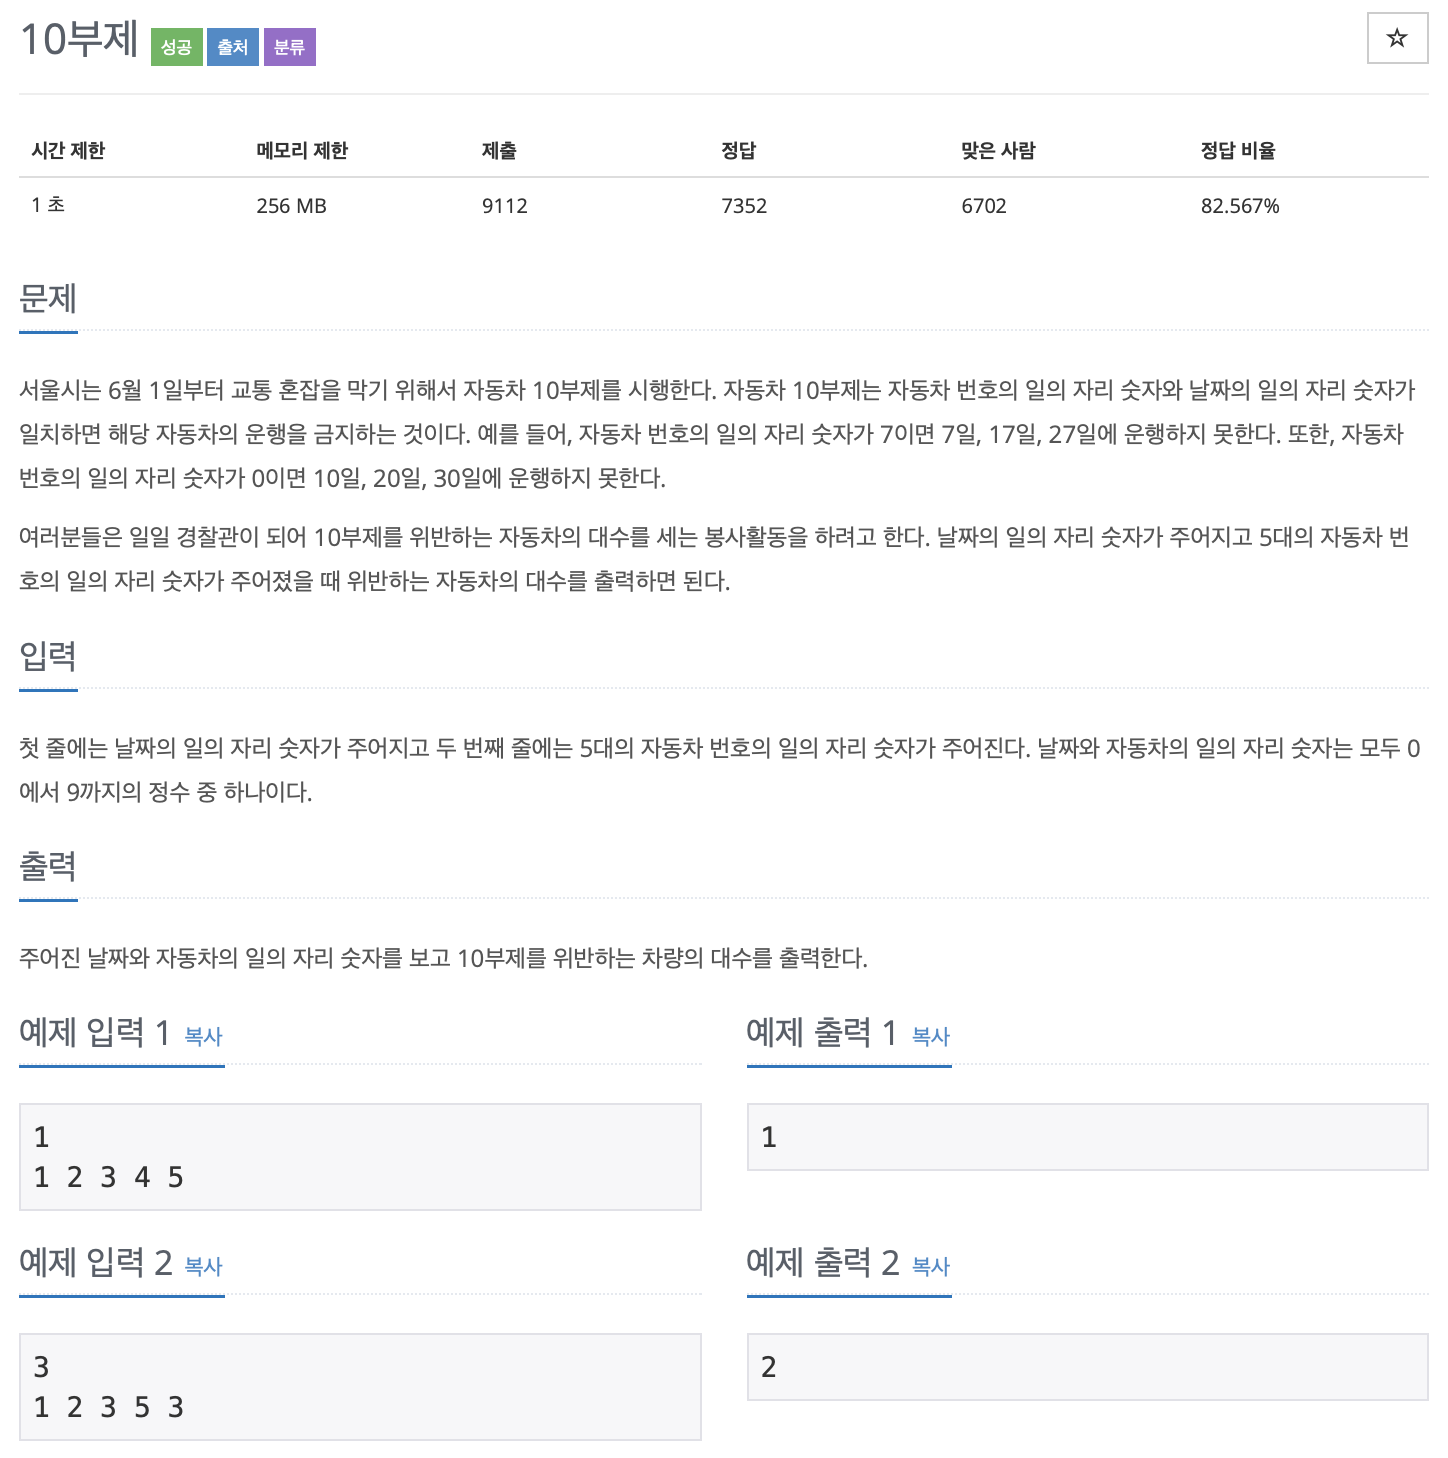 10부제 성공 출처 분류 ☆
시간 제한 메모리 제한 제출 정답 맞은 사람 정답 비율
1 초 256 MB 9112 7352 6702 82.567%
문제
서울시는 6월 1일부터 교통 혼잡을 막기 위해서 자동차 10부제를 시행한다. 자동차 10부제는 자동차 번호의 일의 자리 숫자와 날짜의 일의 자리 숫자가
일치하면 해당 자동차의 운행을 금지하는 것이다. 예를 들어, 자동차 번호의 일의 자리 숫자가 7이면 7일, 17일, 27일에 운행하지 못한다. 또한, 자동차
번호의 일의 자리 숫자가 0이면 10일, 20일, 30일에 운행하지 못한다.
여러분들은 일일 경찰관이 되어 10부제를 위반하는 자동차의 대수를 세는 봉사활동을 하려고 한다. 날짜의 일의 자리 숫자가 주어지고 5대의 자동차 번
호의 일의 자리 숫자가 주어졌을 때 위반하는 자동차의 대수를 출력하면 된다.
입력
첫 줄에는 날짜의 일의 자리 숫자가 주어지고 두 번째 줄에는 5대의 자동차 번호의 일의 자리 숫자가 주어진다. 날짜와 자동차의 일의 자리 숫자는 모두 0
에서 9까지의 정수 중 하나이다.
출력
주어진 날짜와 자동차의 일의 자리 숫자를 보고 10부제를 위반하는 차량의 대수를 출력한다.
예제 입력 1 복사
1
1 2 3 4 5
예제 출력 1 복사
1
예제 입력 2 복사
3
1 2 3 5 3
예제 출력 2 복사
2